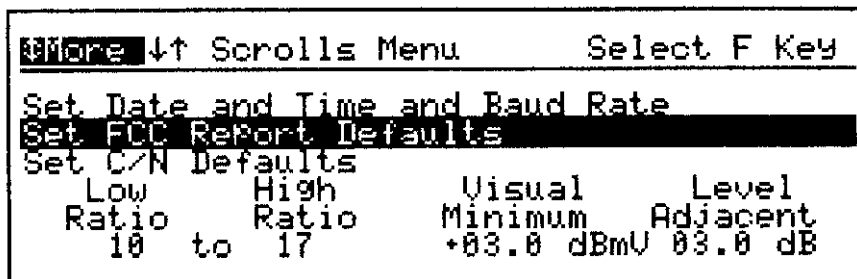 ↕More ↓↑ Scrolls Menu Select F Key
Set Date and Time and Baud Rate
Set FCC Report Defaults
Set C/N Defaults
Low High Visual Level
Ratio Ratio Minimum Adjacent
10 to 17 +03.0 dBmV 03.0 dB